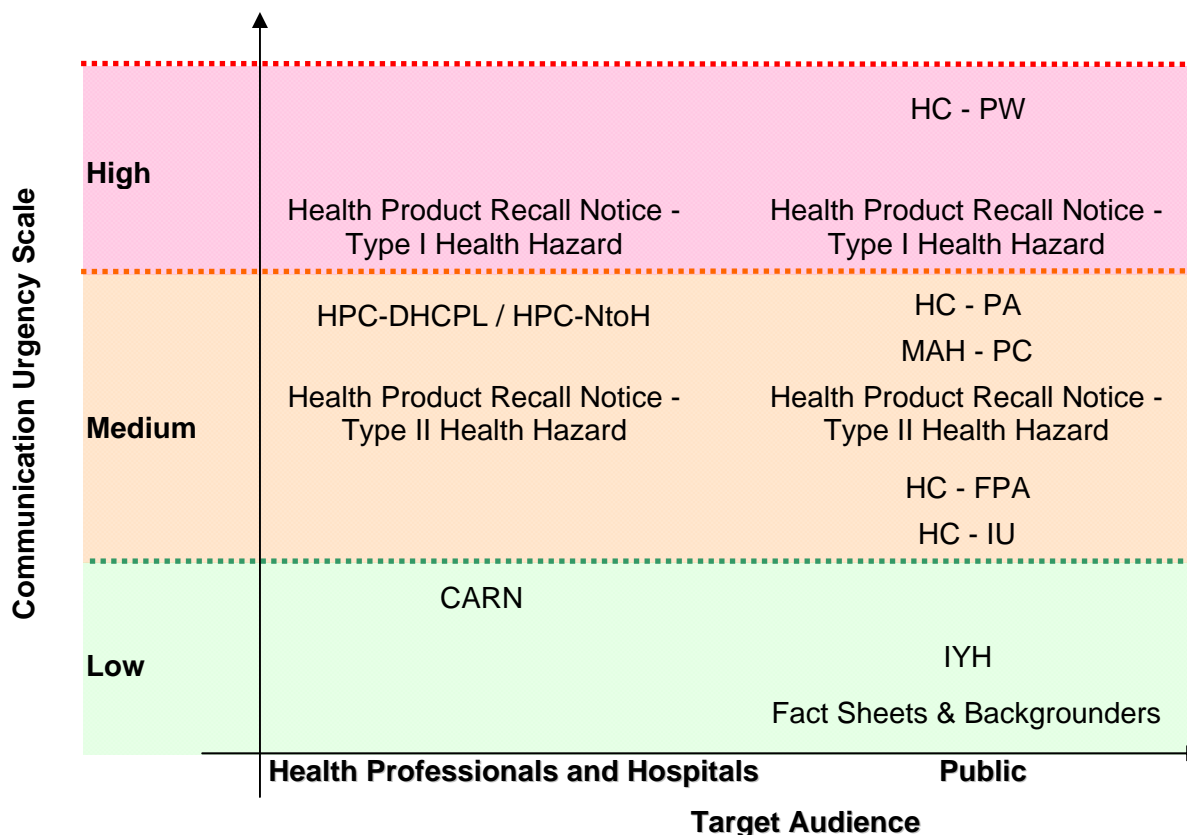 Communication Urgency Scale
High
HC - PW
Health Product Recall Notice -
Type I Health Hazard
Health Product Recall Notice -
Type I Health Hazard
Medium
HPC-DHCPL / HPC-NtoH
Health Product Recall Notice -
Type II Health Hazard
HC - PA
MAH - PC
Health Product Recall Notice -
Type II Health Hazard
HC - FPA
HC - IU
Low
CARN
IYH
Fact Sheets & Backgrounders
Health Professionals and Hospitals
Public
Target Audience